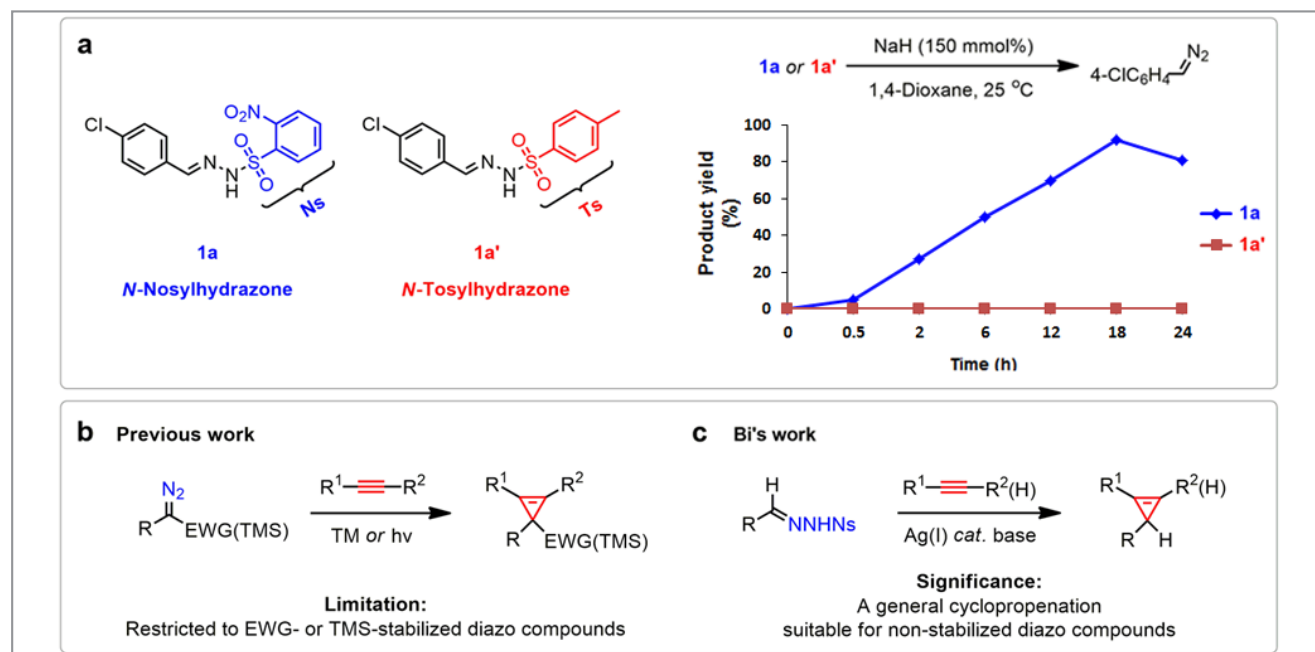 a
NaH (150 mmol%)
1a or 1a'
1,4-Dioxane, 25 °C
N2
4-ClC6H4
Cl
O2N
O
S
N
N
H
O
Ns
1a
N-Nosylhydrazone
Cl
O
S
N
N
H
O
Ts
1a'
N-Tosylhydrazone
Product yield
(%)
100
80
60
40
20
0
0 0.5 2 6 12 18 24
Time (h)
1a
1a'
b Previous work
N2
R EWG(TMS)
R1 R2
TM or hv
R1 R2
R EWG(TMS)
Limitation:
Restricted to EWG- or TMS-stabilized diazo compounds
c Bi's work
H
R NNHNs
R1 R2(H)
Ag(I) cat. base
R1 R2(H)
R H
Significance:
A general cyclopropenation
suitable for non-stabilized diazo compounds